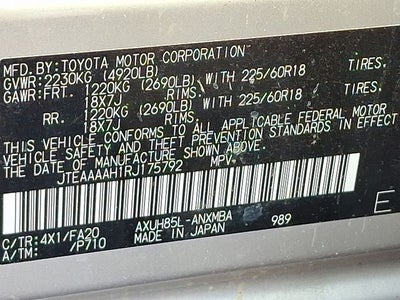 MFD.BY:TOYOTA MOTOR CORPORATION
GVWR:2230KG (4920LB)
GAWR:FRT. 1220KG (2690LB) WITH 225/60R18 TIRES.
18X7J RIMS.
RR. 1220KG (2690LB) WITH 225/60R18 TIRES.
18X7J RIMS.
THIS VEHICLE CONFORMS TO ALL APPLICABLE FEDERAL MOTOR
VEHICLE SAFETY AND THEFT PREVENTION STANDARDS IN EFFECT ON
THE DATE OF MANUFACTURE SHOWN ABOVE.
JTEAAAAH1RJ175792 MPV
C/TR:4X1/FA20 AXUH85L-ANXMBA
A/TM: /P710 MADE IN JAPAN 989
E